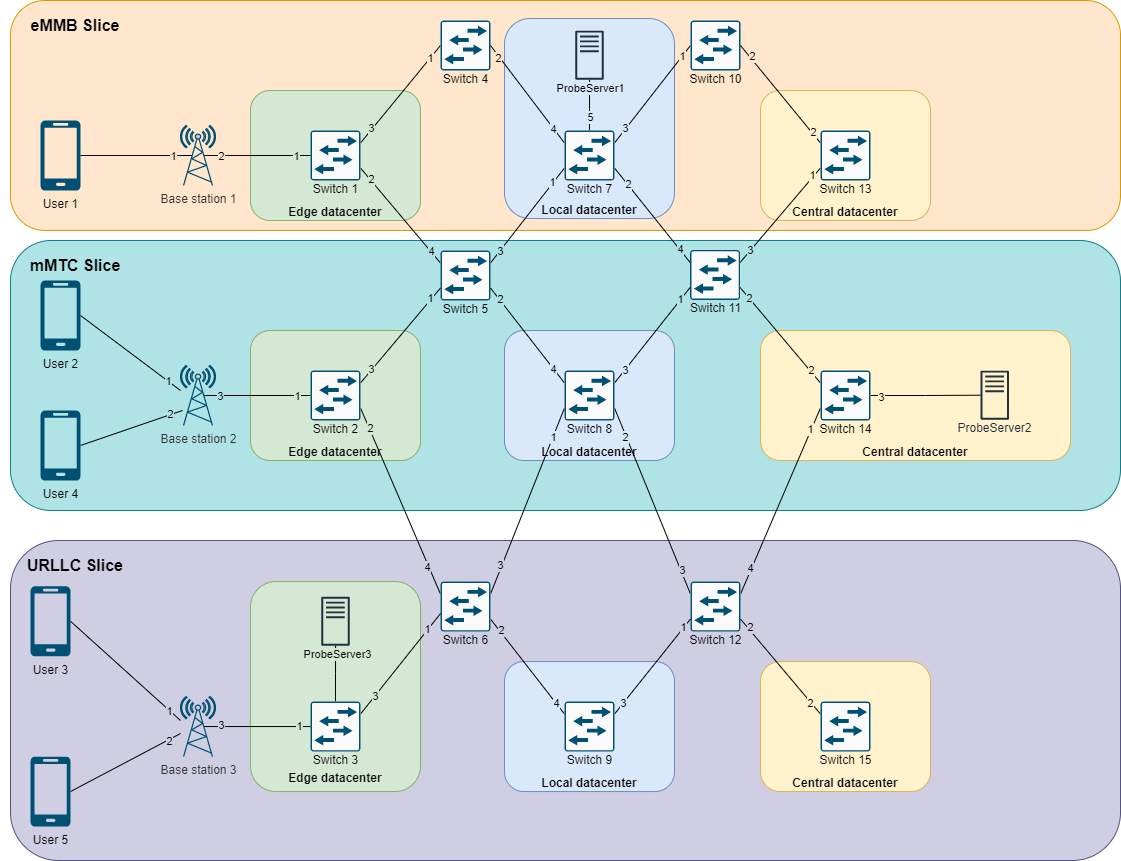 eMMB Slice
1
2
1
2
Switch 4
Switch 10
ProbeServer1
5
3
4
3
2
1
2
1
Switch 1
1
2
Switch 7
1
Switch 13
User 1
Base station 1
Edge datacenter
Local datacenter
Central datacenter
mMTC Slice
4
3
4
3
1
2
1
2
Switch 5
Switch 11
User 2
1
2
3
1
3
2
4
3
2
3
Switch 2
Switch 8
Switch 14
ProbeServer2
Base station 2
1
2
1
Edge datacenter
Local datacenter
Central datacenter
User 4
URLLC Slice
4
3
3
4
1
2
1
2
Switch 6
Switch 12
ProbeServer3
User 3
1
2
3
1
3
4
3
2
Switch 3
Switch 9
Switch 15
Base station 3
Edge datacenter
Local datacenter
Central datacenter
User 5